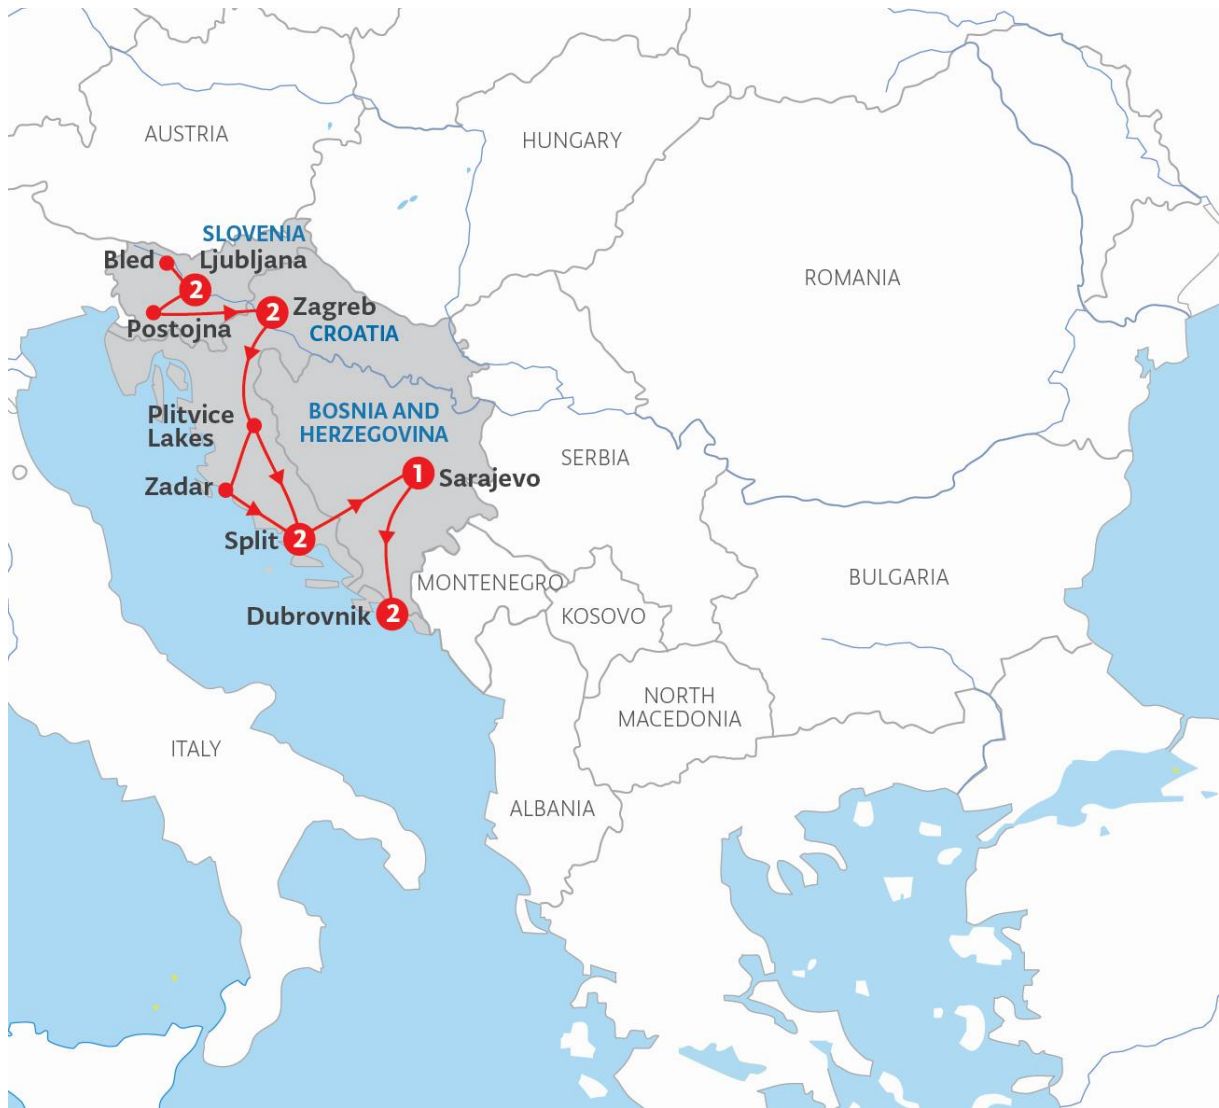 AUSTRIA
HUNGARY
SLOVENIA
Bled
Ljubljana
2
ROMANIA
Postojna
2
Zagreb
CROATIA
Plitvice
Lakes
BOSNIA AND
HERZEGOVINA
SERBIA
1
Sarajevo
Zadar
Split
2
MONTENEGRO
BULGARIA
Dubrovnik
2
KOSOVO
NORTH
MACEDONIA
ITALY
ALBANIA